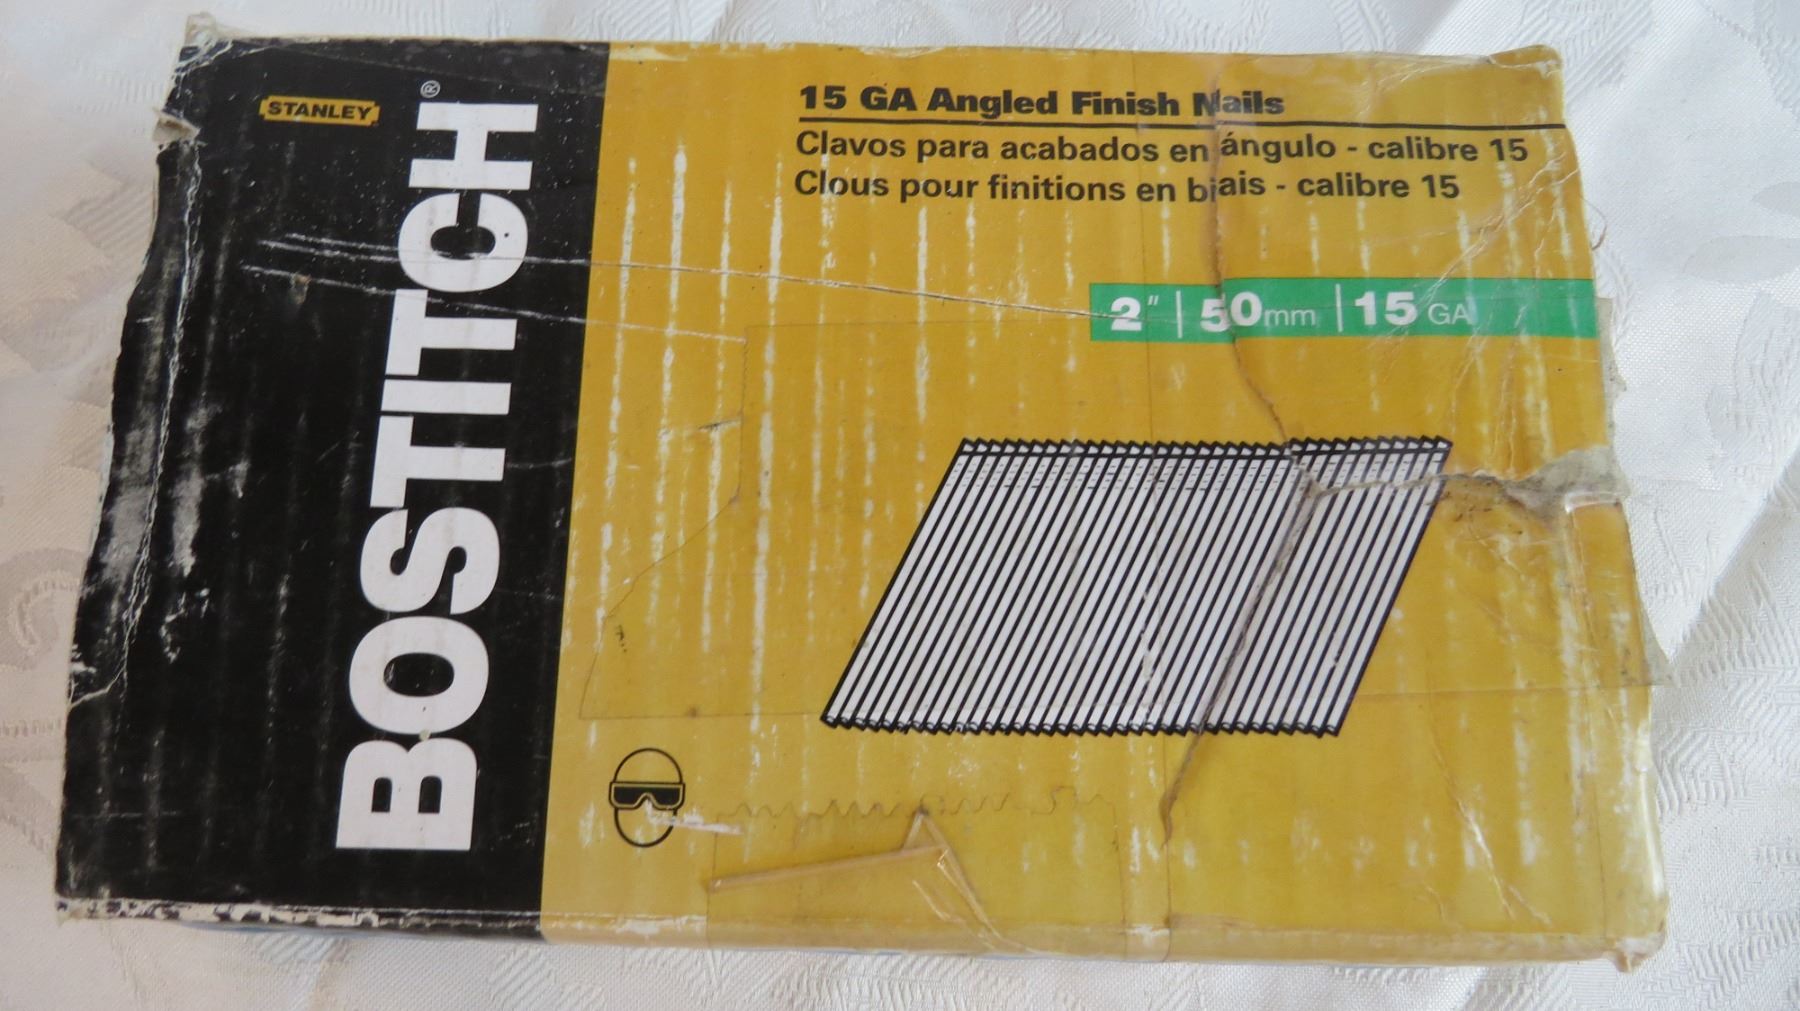 STANLEY
BOSTITCH®
15 GA Angled Finish Nails
Clavos para acabados en ángulo - calibre 15
Clous pour finitions en biais - calibre 15
2" | 50mm | 15 GA